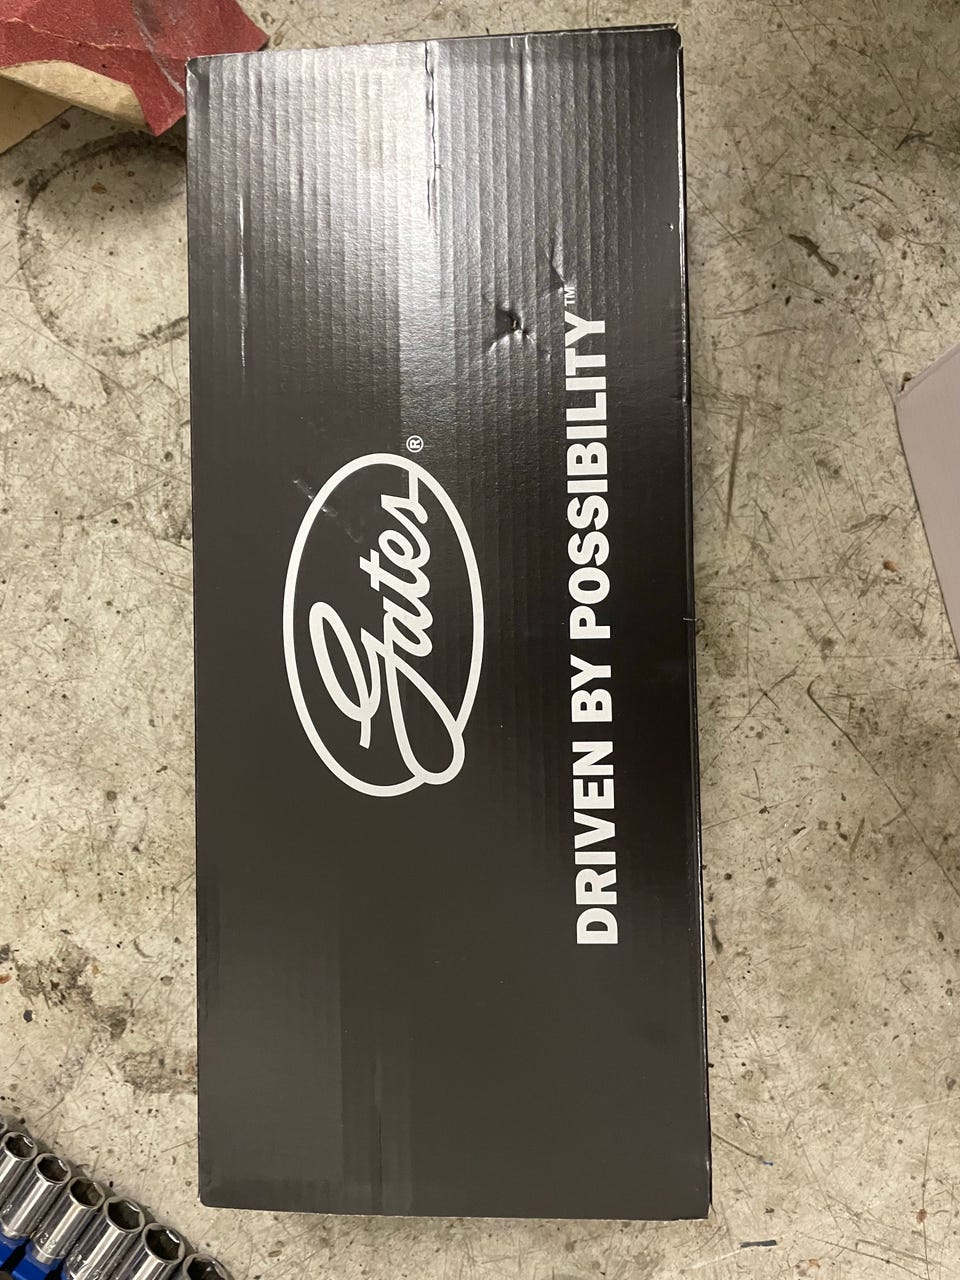 Gates®
DRIVEN BY POSSIBILITY™